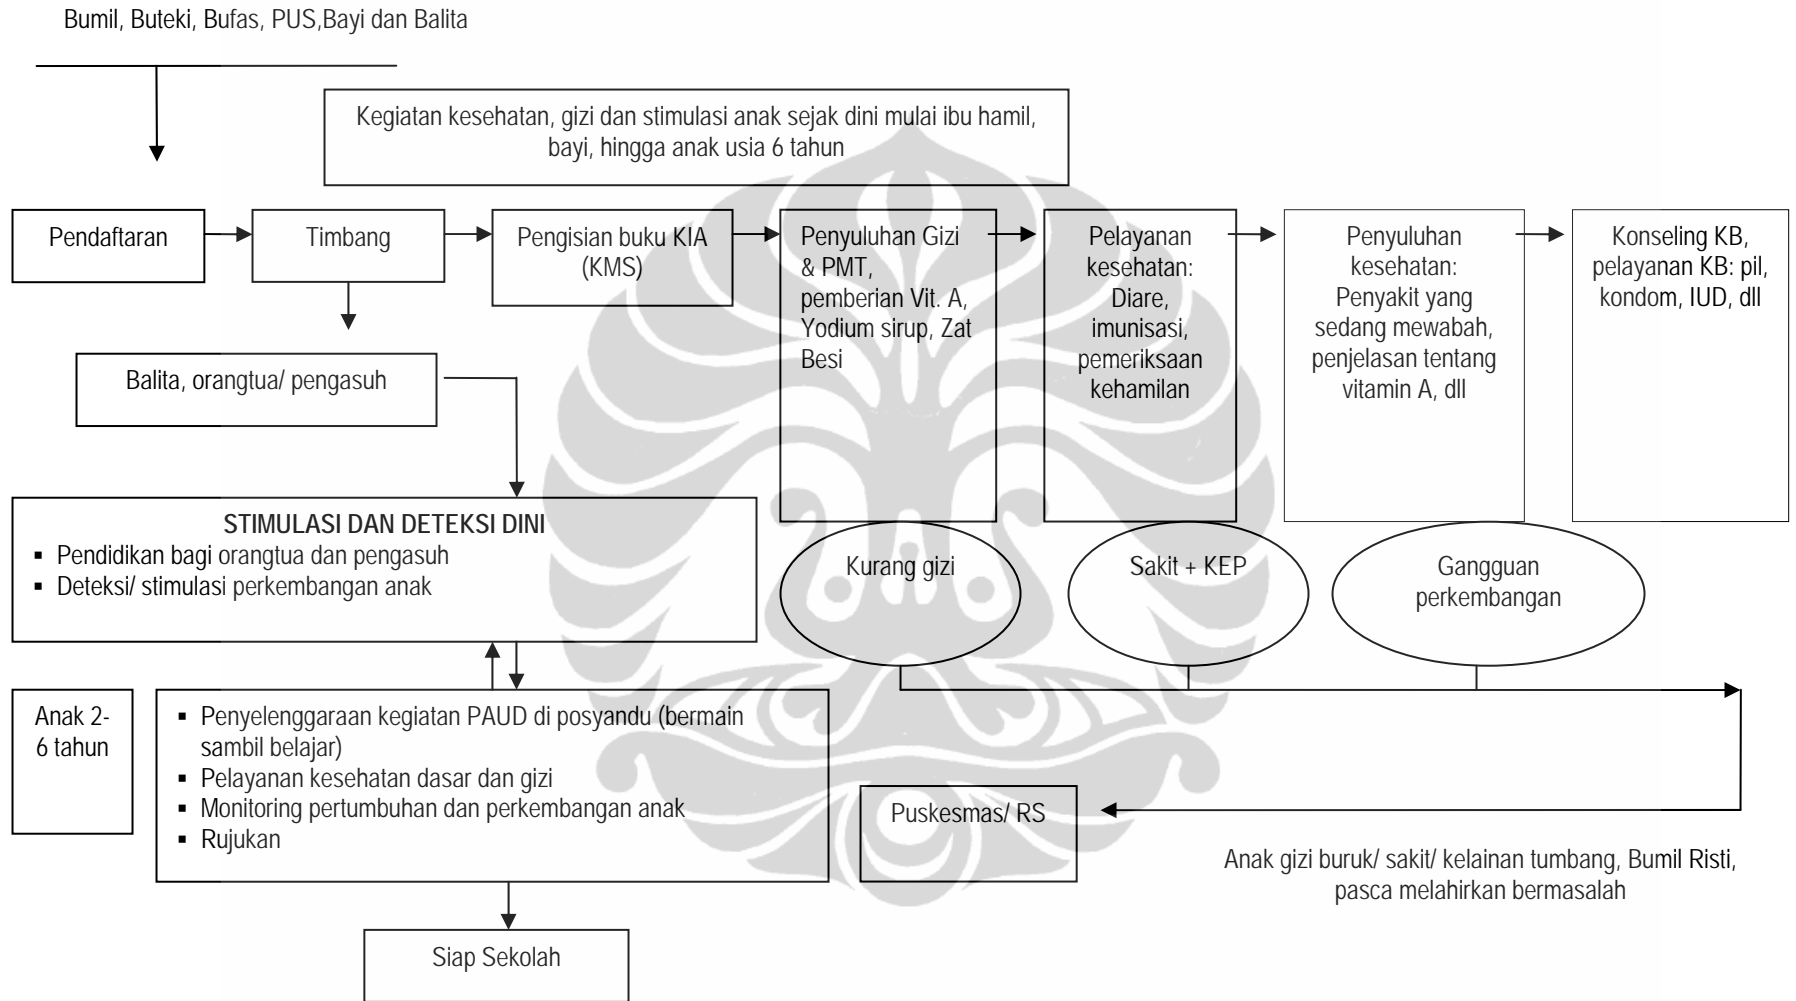 Bumil, Buteki, Bufas, PUS,Bayi dan Balita
Kegiatan kesehatan, gizi dan stimulasi anak sejak dini mulai ibu hamil,
bayi, hingga anak usia 6 tahun
Pendaftaran
Timbang
Pengisian buku KIA
(KMS)
Penyuluhan Gizi
& PMT,
pemberian Vit. A,
Yodium sirup, Zat
Besi
Pelayanan
kesehatan:
Diare,
imunisasi,
pemeriksaan
kehamilan
Penyuluhan
kesehatan:
Penyakit yang
sedang mewabah,
penjelasan tentang
vitamin A, dll
Konseling KB,
pelayanan KB: pil,
kondom, IUD, dll
Balita, orangtua/ pengasuh
STIMULASI DAN DETEKSI DINI
▪ Pendidikan bagi orangtua dan pengasuh
▪ Deteksi/ stimulasi perkembangan anak
Kurang gizi
Sakit + KEP
Gangguan
perkembangan
Anak 2-
6 tahun
▪ Penyelenggaraan kegiatan PAUD di posyandu (bermain
sambil belajar)
▪ Pelayanan kesehatan dasar dan gizi
▪ Monitoring pertumbuhan dan perkembangan anak
▪ Rujukan
Puskesmas/ RS
Anak gizi buruk/ sakit/ kelainan tumbang, Bumil Risti,
pasca melahirkan bermasalah
Siap Sekolah